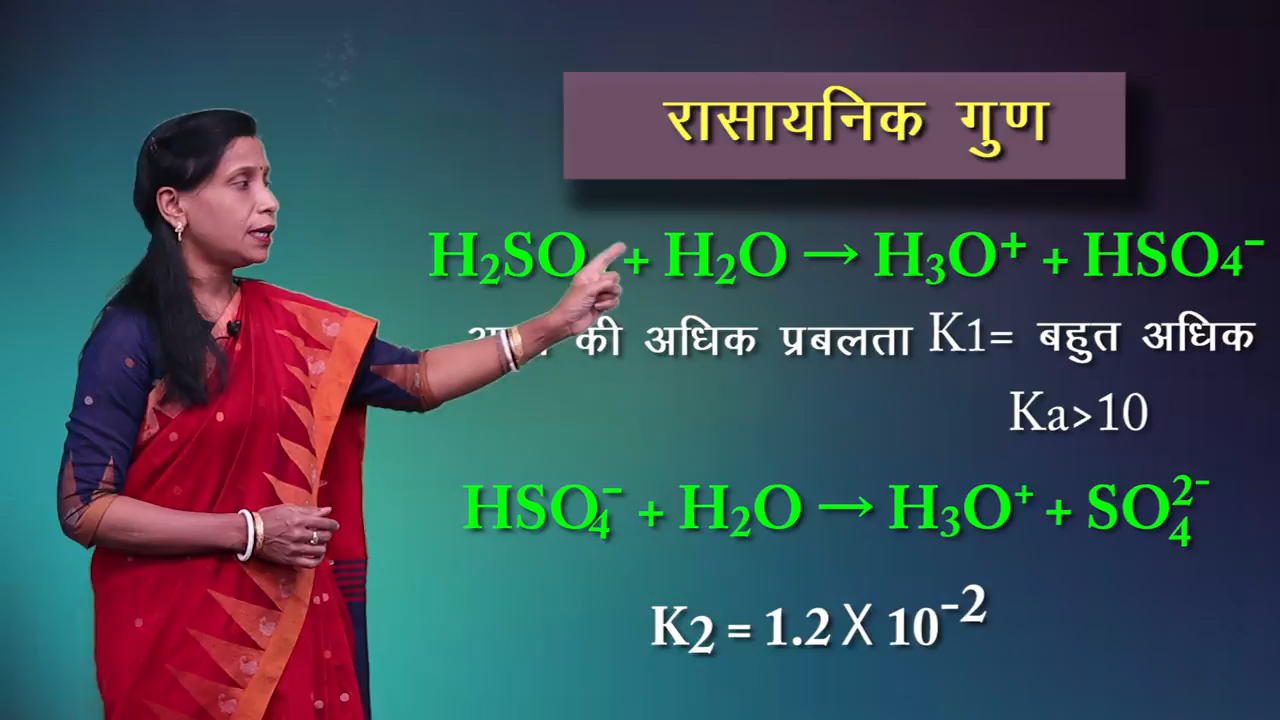 रासायनिक गुण
H₂SO + H₂O → H₃O⁺ + HSO₄⁻
की अधिक प्रबलता K1= बहुत अधिक
Ka>10
HSO₄⁻ + H₂O → H₃O⁺ + SO₄²⁻
K₂ = 1.2 X 10⁻²